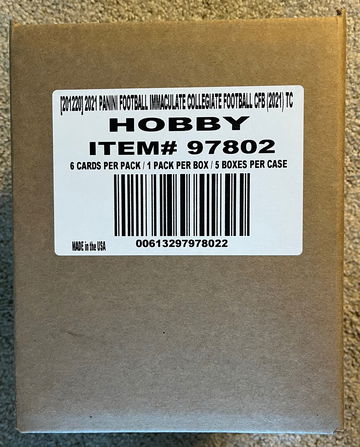 [201220] 2021 PANINI FOOTBALL IMMACULATE COLLEGIATE FOOTBALL CFB (2021) TC
HOBBY
ITEM# 97802
6 CARDS PER PACK / 1 PACK PER BOX / 5 BOXES PER CASE
MADE in the USA
00613297978022